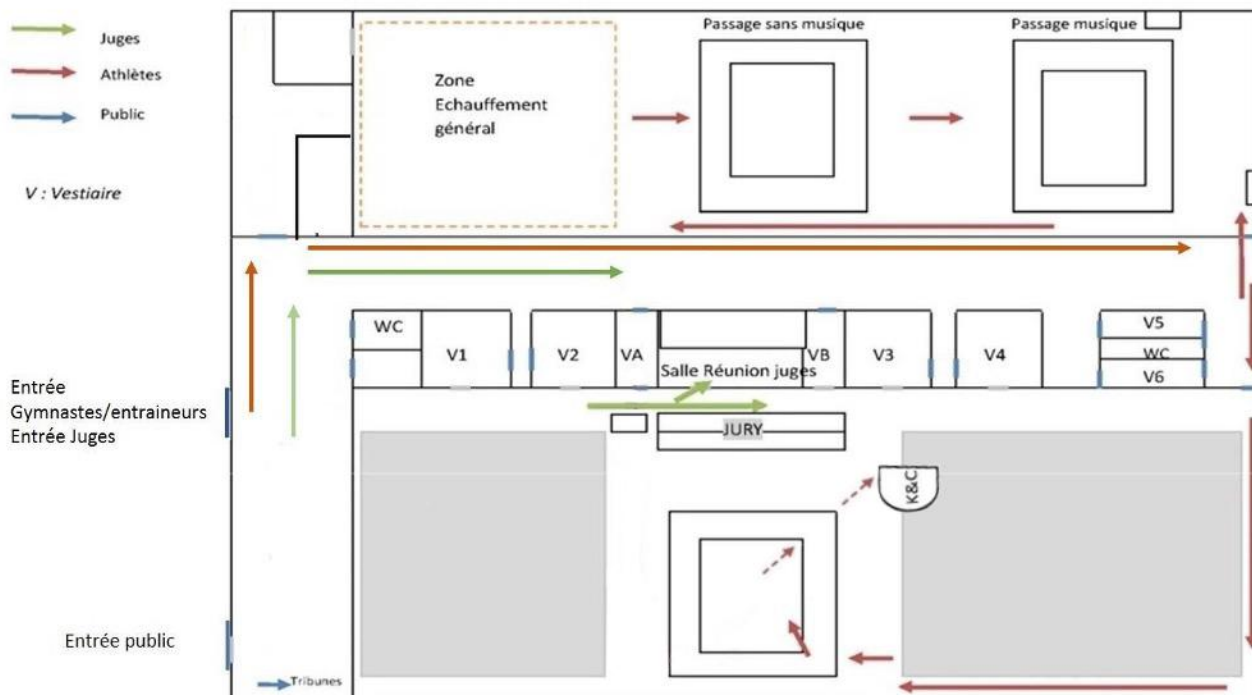 Juges
Athlètes
Public
V : Vestiaire
Zone
Echauffement
général
Passage sans musique
Passage musique
WC
V1
V2
VA
Salle Réunion juges
VB
V3
V4
V5
WC
V6
Entrée
Gymnastes/entraineurs
Entrée Juges
JURY
K&C
Entrée public
Tribunes